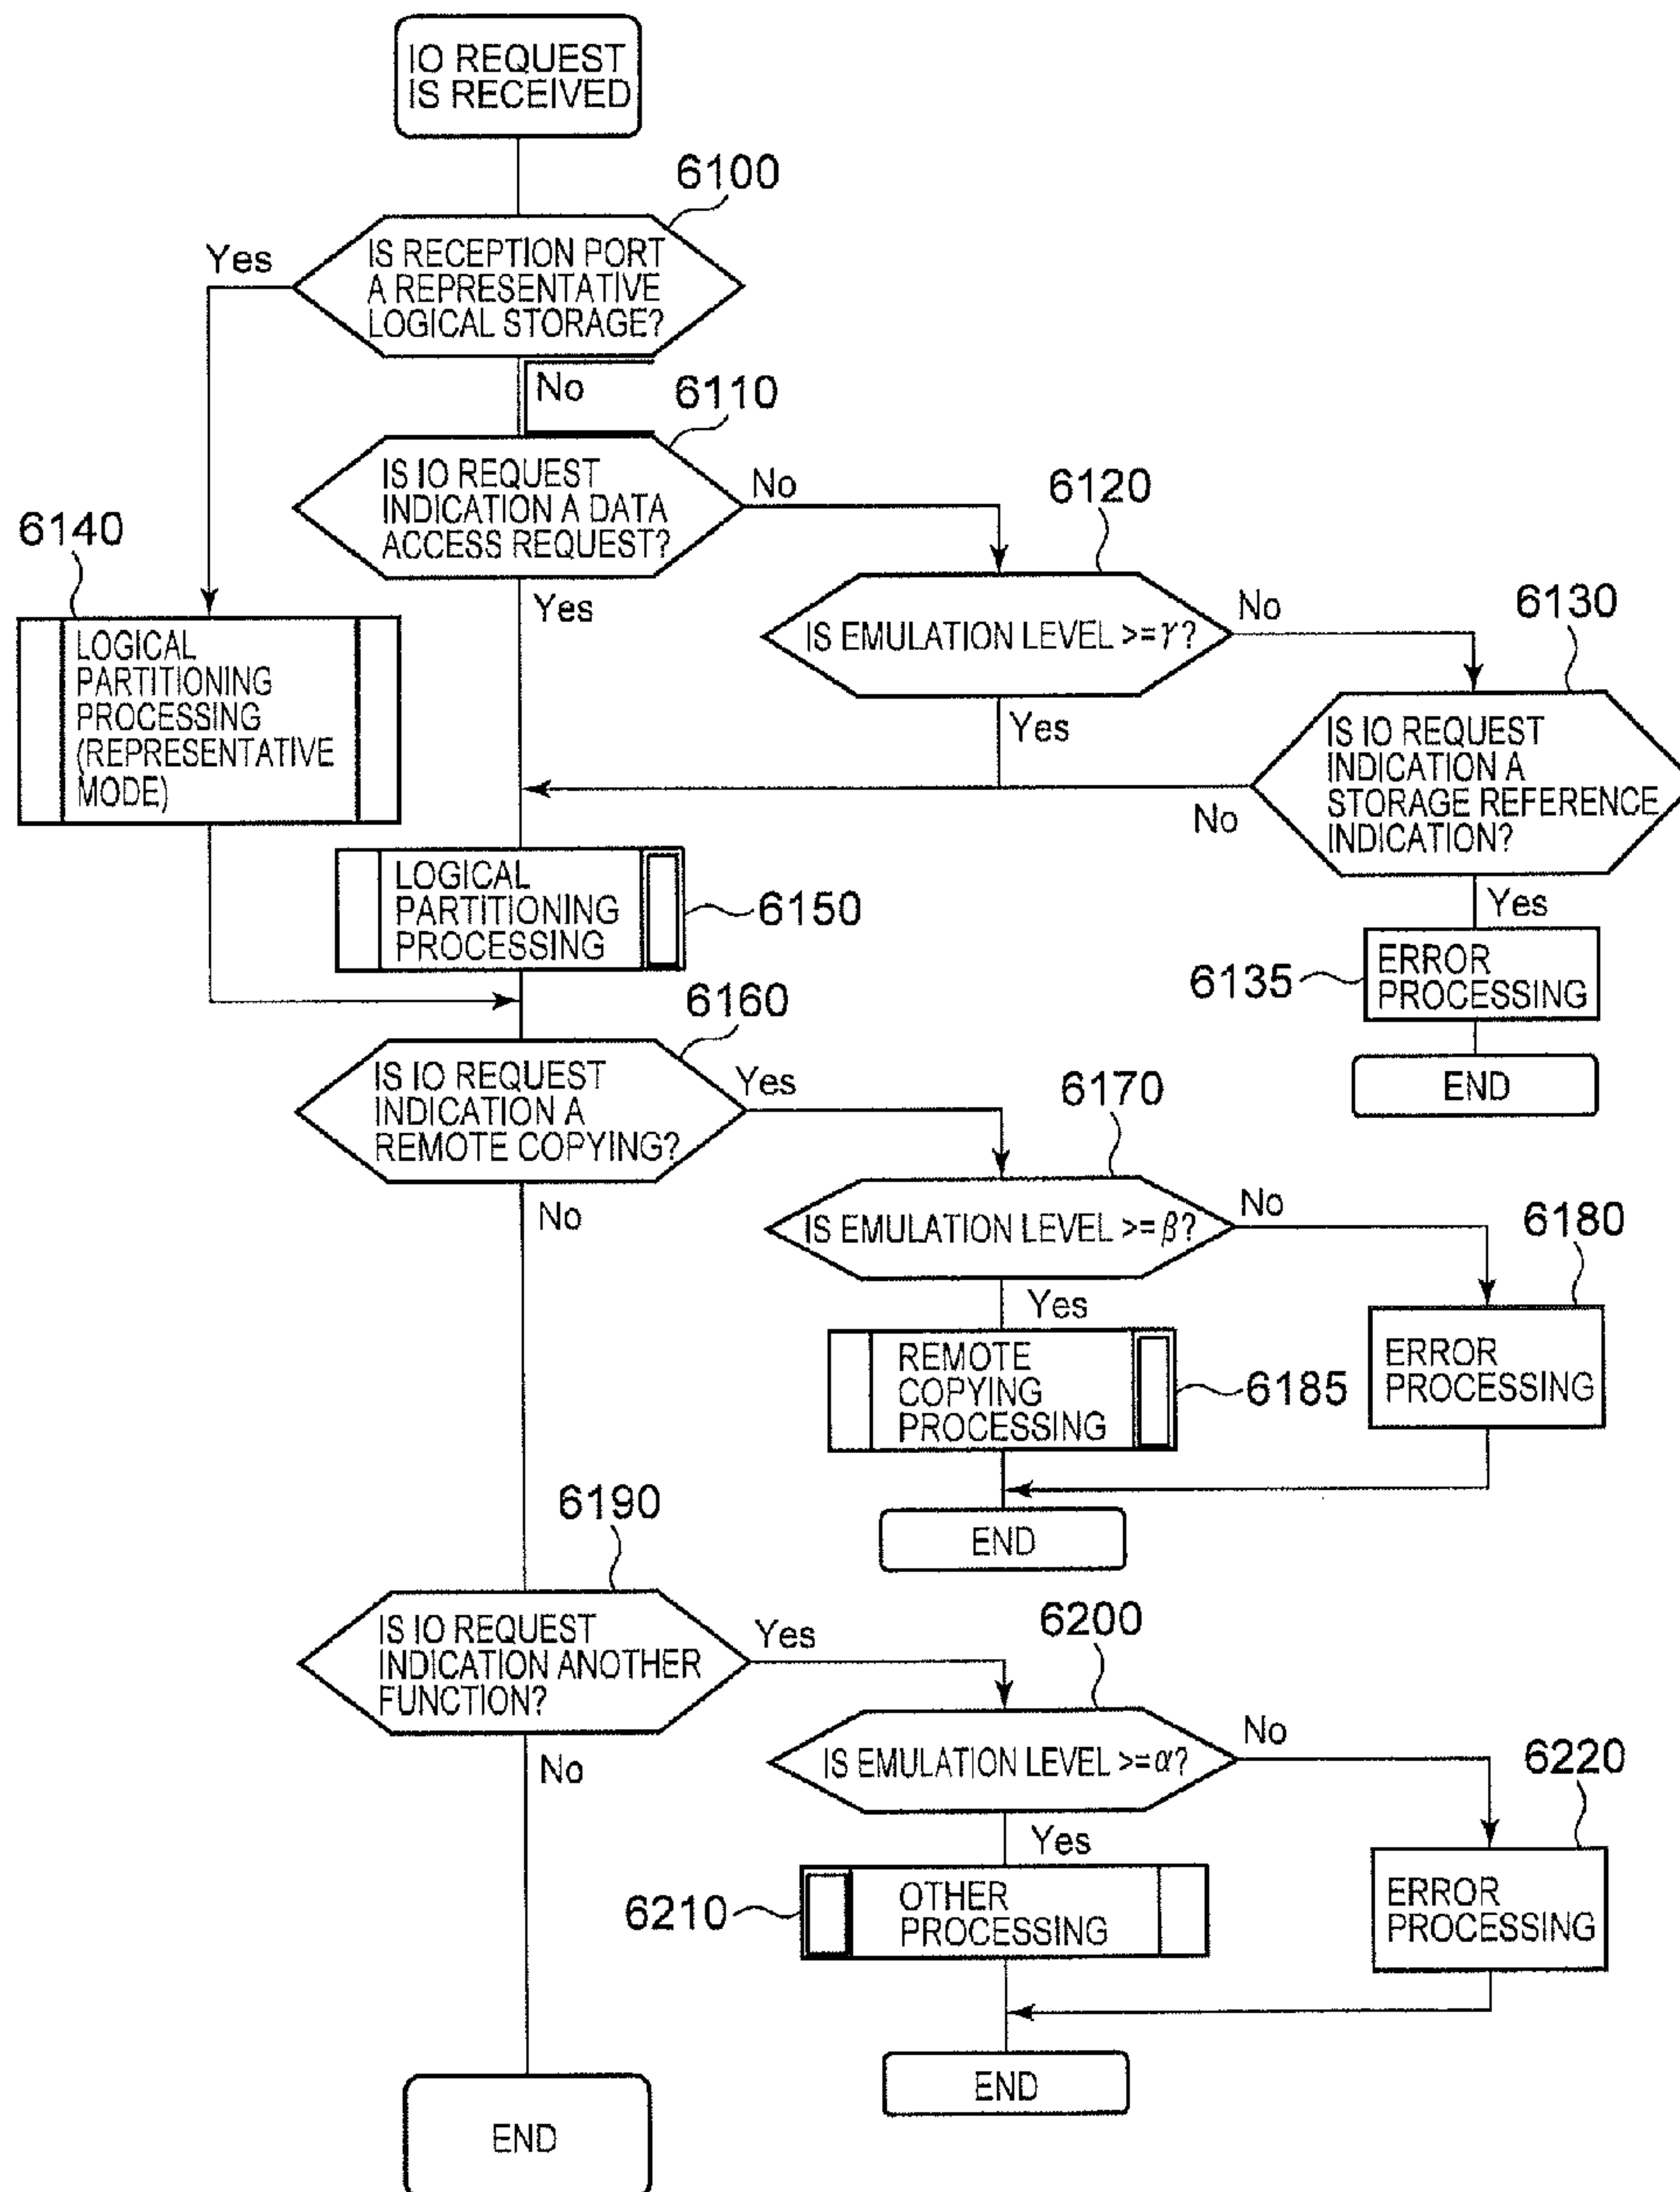 IO REQUEST
IS RECEIVED
6100
Yes
IS RECEPTION PORT
A REPRESENTATIVE
LOGICAL STORAGE?
No
6110
IS IO REQUEST
INDICATION A DATA
ACCESS REQUEST?
No
Yes
6120
IS EMULATION LEVEL >=γ?
No
Yes
6130
IS IO REQUEST
INDICATION A
STORAGE REFERENCE
INDICATION?
No
Yes
6135
ERROR
PROCESSING
END
6140
LOGICAL
PARTITIONING
PROCESSING
(REPRESENTATIVE
MODE)
LOGICAL
PARTITIONING
PROCESSING
6150
6160
IS IO REQUEST
INDICATION A
REMOTE COPYING?
Yes
No
6170
IS EMULATION LEVEL >=β?
No
Yes
6180
ERROR
PROCESSING
REMOTE
COPYING
PROCESSING
6185
END
6190
IS IO REQUEST
INDICATION ANOTHER
FUNCTION?
Yes
No
6200
IS EMULATION LEVEL >=α?
No
Yes
6220
ERROR
PROCESSING
6210
OTHER
PROCESSING
END
END